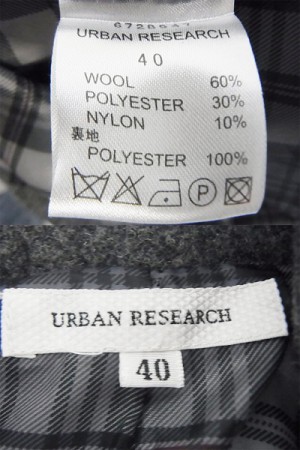 URBAN RESEARCH
40
WOOL 60%
POLYESTER 30%
NYLON 10%
裏地
POLYESTER 100%
P
URBAN RESEARCH
40